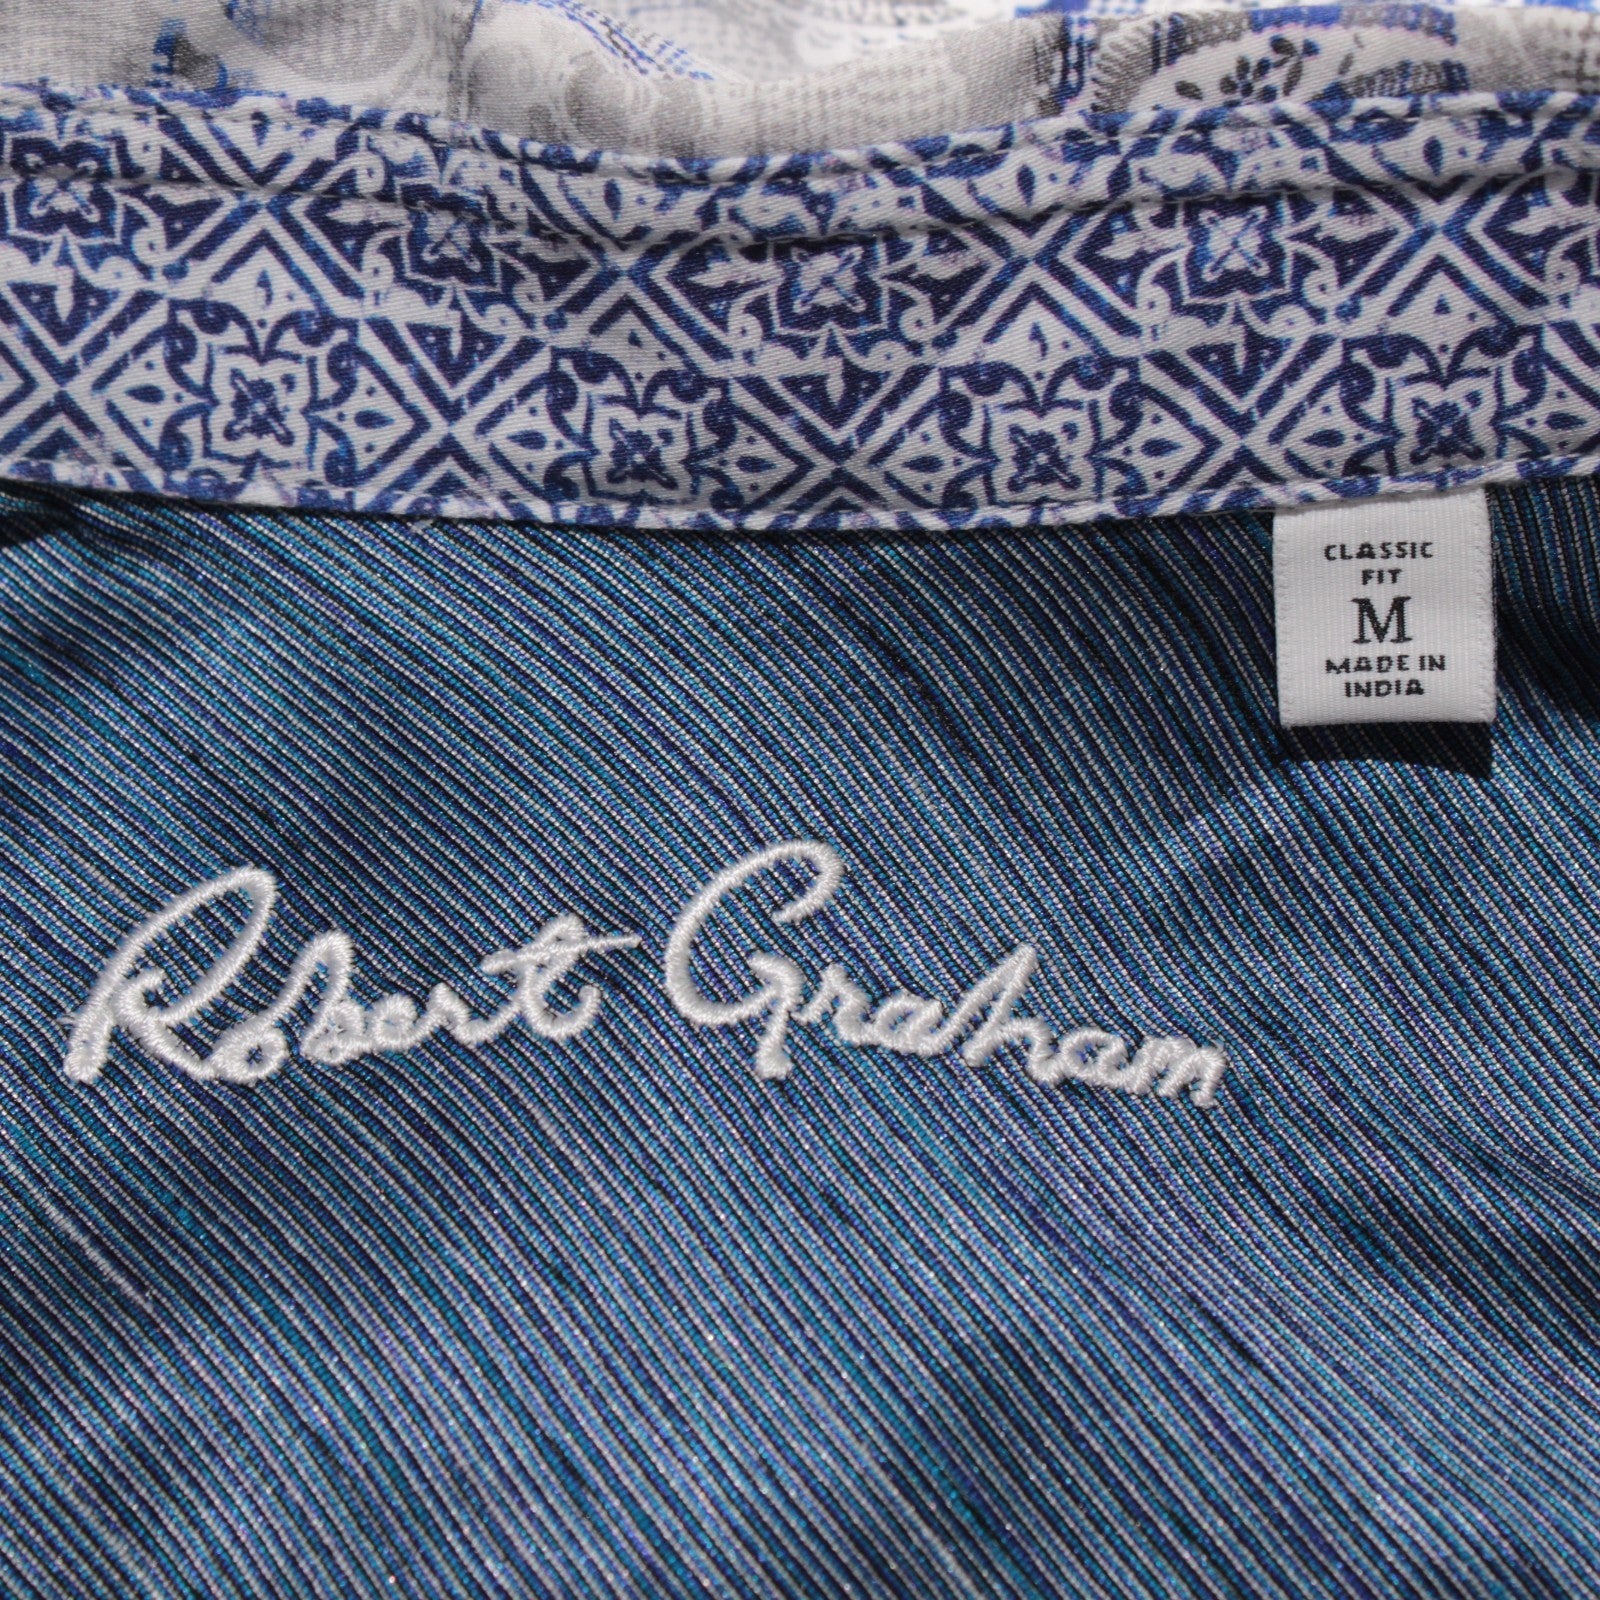 CLASSIC
FIT
M
MADE IN
INDIA
Robert Graham